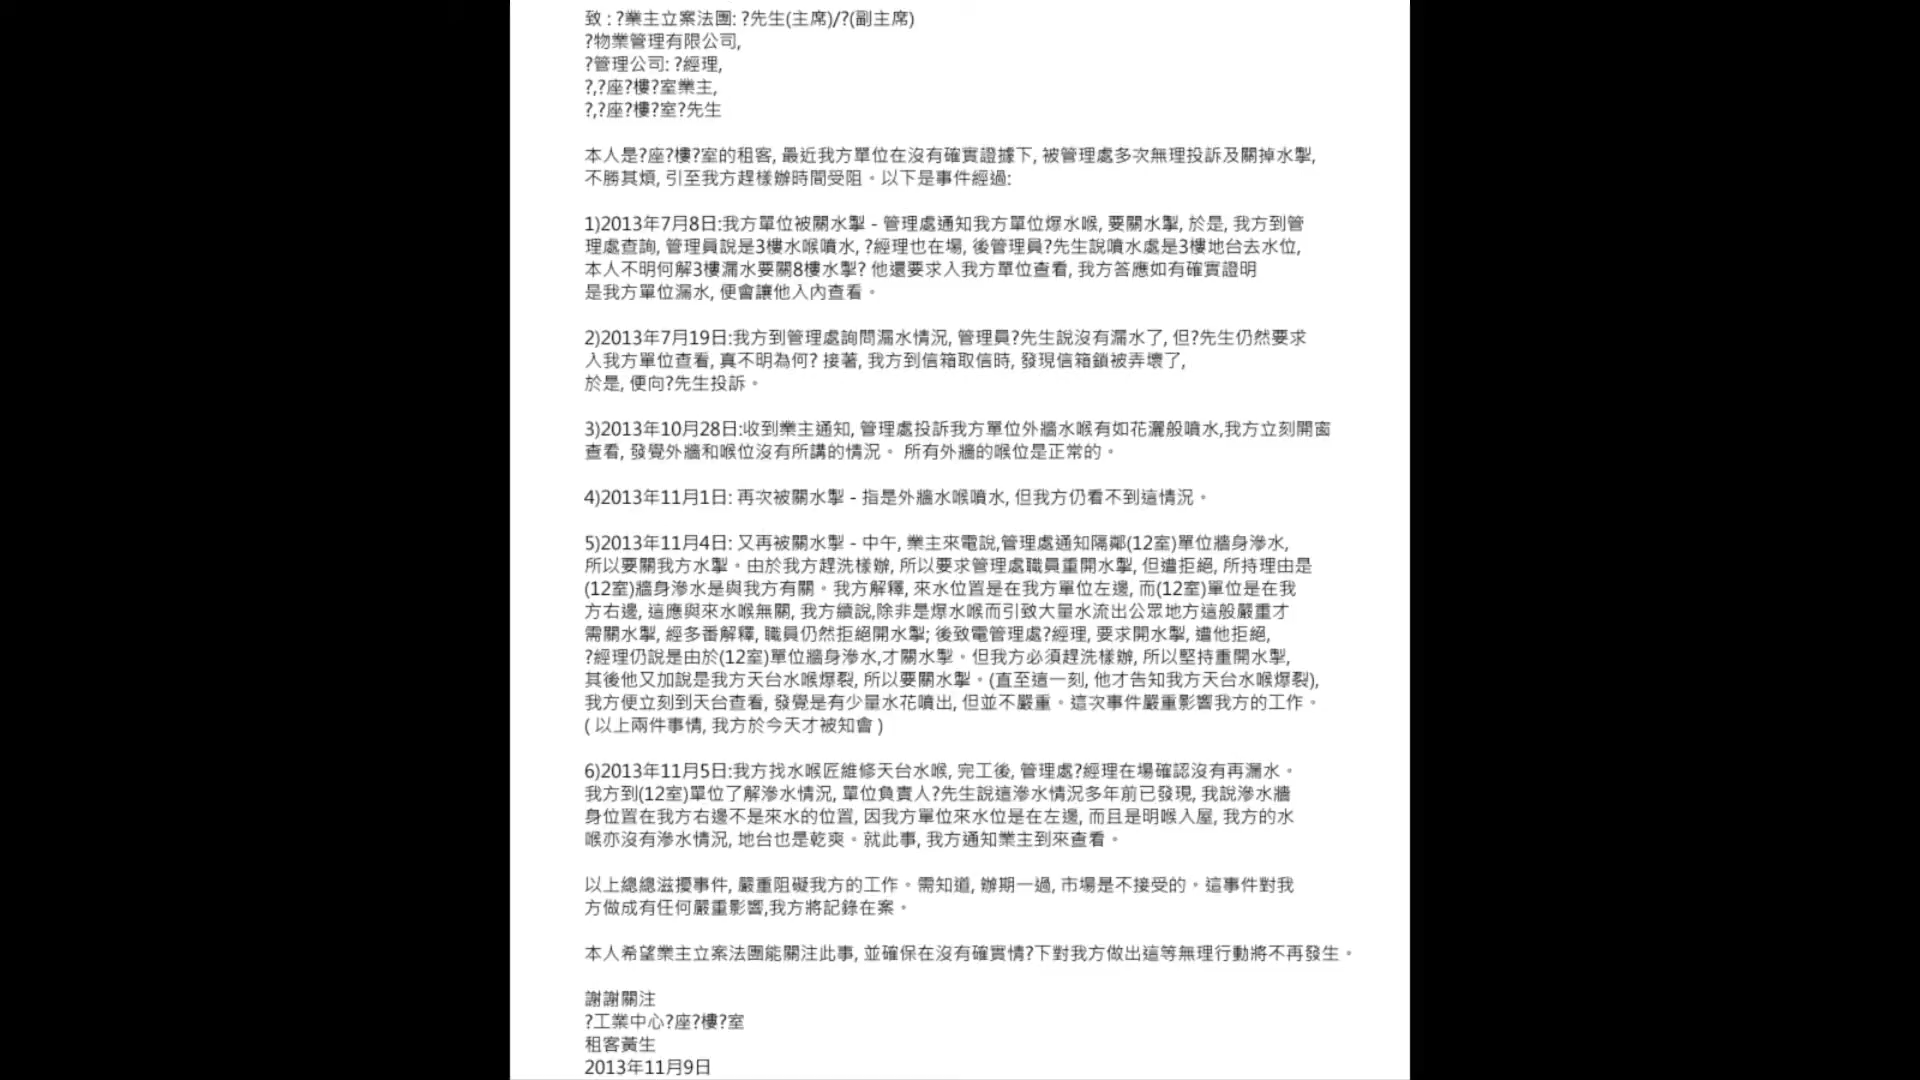 致 : ?業主立案法團: ?先生(主席)/?(副主席)
?物業管理有限公司,
?管理公司: ?經理,
?,?座?樓?室業主,
?,?座?樓?室?先生
本人是?座?樓?室的租客, 最近我方單位在沒有確實證據下, 被管理處多次無理投訴及關掉水掣,
不勝其煩, 引至我方趕樣辦時間受阻。以下是事件經過:
1)2013年7月8日:我方單位被關水掣 - 管理處通知我方單位爆水喉, 要關水掣, 於是, 我方到管
理處查詢, 管理員說是3樓水喉噴水, ?經理也在場, 後管理員?先生說噴水處是3樓地台去水位,
本人不明何解3樓漏水要關8樓水掣? 他還要求入我方單位查看, 我方答應如有確實證明
是我方單位漏水, 便會讓他入內查看。
2)2013年7月19日:我方到管理處詢問漏水情況, 管理員?先生說沒有漏水了, 但?先生仍然要求
入我方單位查看, 真不明為何? 接著, 我方到信箱取信時, 發現信箱鎖被弄壞了,
於是, 便向?先生投訴。
3)2013年10月28日:收到業主通知, 管理處投訴我方單位外牆水喉有如花灑般噴水,我方立刻開窗
查看, 發覺外牆和喉位沒有所講的情況。 所有外牆的喉位是正常的。
4)2013年11月1日: 再次被關水掣 - 指是外牆水喉噴水, 但我方仍看不到這情況。
5)2013年11月4日: 又再被關水掣 - 中午, 業主來電說,管理處通知隔鄰(12室)單位牆身滲水,
所以要關我方水掣。由於我方趕洗樣辦, 所以要求管理處職員重開水掣, 但遭拒絕, 所持理由是
(12室)牆身滲水是與我方有關。我方解釋, 來水位置是在我方單位左邊, 而(12室)單位是在我
方右邊, 這應與來水喉無關, 我方續說,除非是爆水喉而引致大量水流出公眾地方這般嚴重才
需關水掣, 經多番解釋, 職員仍然拒絕開水掣; 後致電管理處?經理, 要求開水掣, 遭他拒絕,
?經理仍說是由於(12室)單位牆身滲水,才關水掣。但我方必須趕洗樣辦, 所以堅持重開水掣,
其後他又加說是我方天台水喉爆裂, 所以要關水掣。(直至這一刻, 他才告知我方天台水喉爆裂),
我方便立刻到天台查看, 發覺是有少量水花噴出, 但並不嚴重。這次事件嚴重影響我方的工作。
( 以上兩件事情, 我方於今天才被知會 )
6)2013年11月5日:我方找水喉匠維修天台水喉, 完工後, 管理處?經理在場確認沒有再漏水。
我方到(12室)單位了解滲水情況, 單位負責人?先生說這滲水情況多年前已發現, 我說滲水牆
身位置在我方右邊不是來水的位置, 因我方單位來水位是在左邊, 而且是明喉入屋, 我方的水
喉亦沒有滲水情況, 地台也是乾爽。就此事, 我方通知業主到來查看。
以上總總滋擾事件, 嚴重阻礙我方的工作。需知道, 辦期一過, 市場是不接受的。這事件對我
方做成有任何嚴重影響,我方將記錄在案。
本人希望業主立案法團能關注此事, 並確保在沒有確實情?下對我方做出這等無理行動將不再發生。
謝謝關注
?工業中心?座?樓?室
租客黃生
2013年11月9日